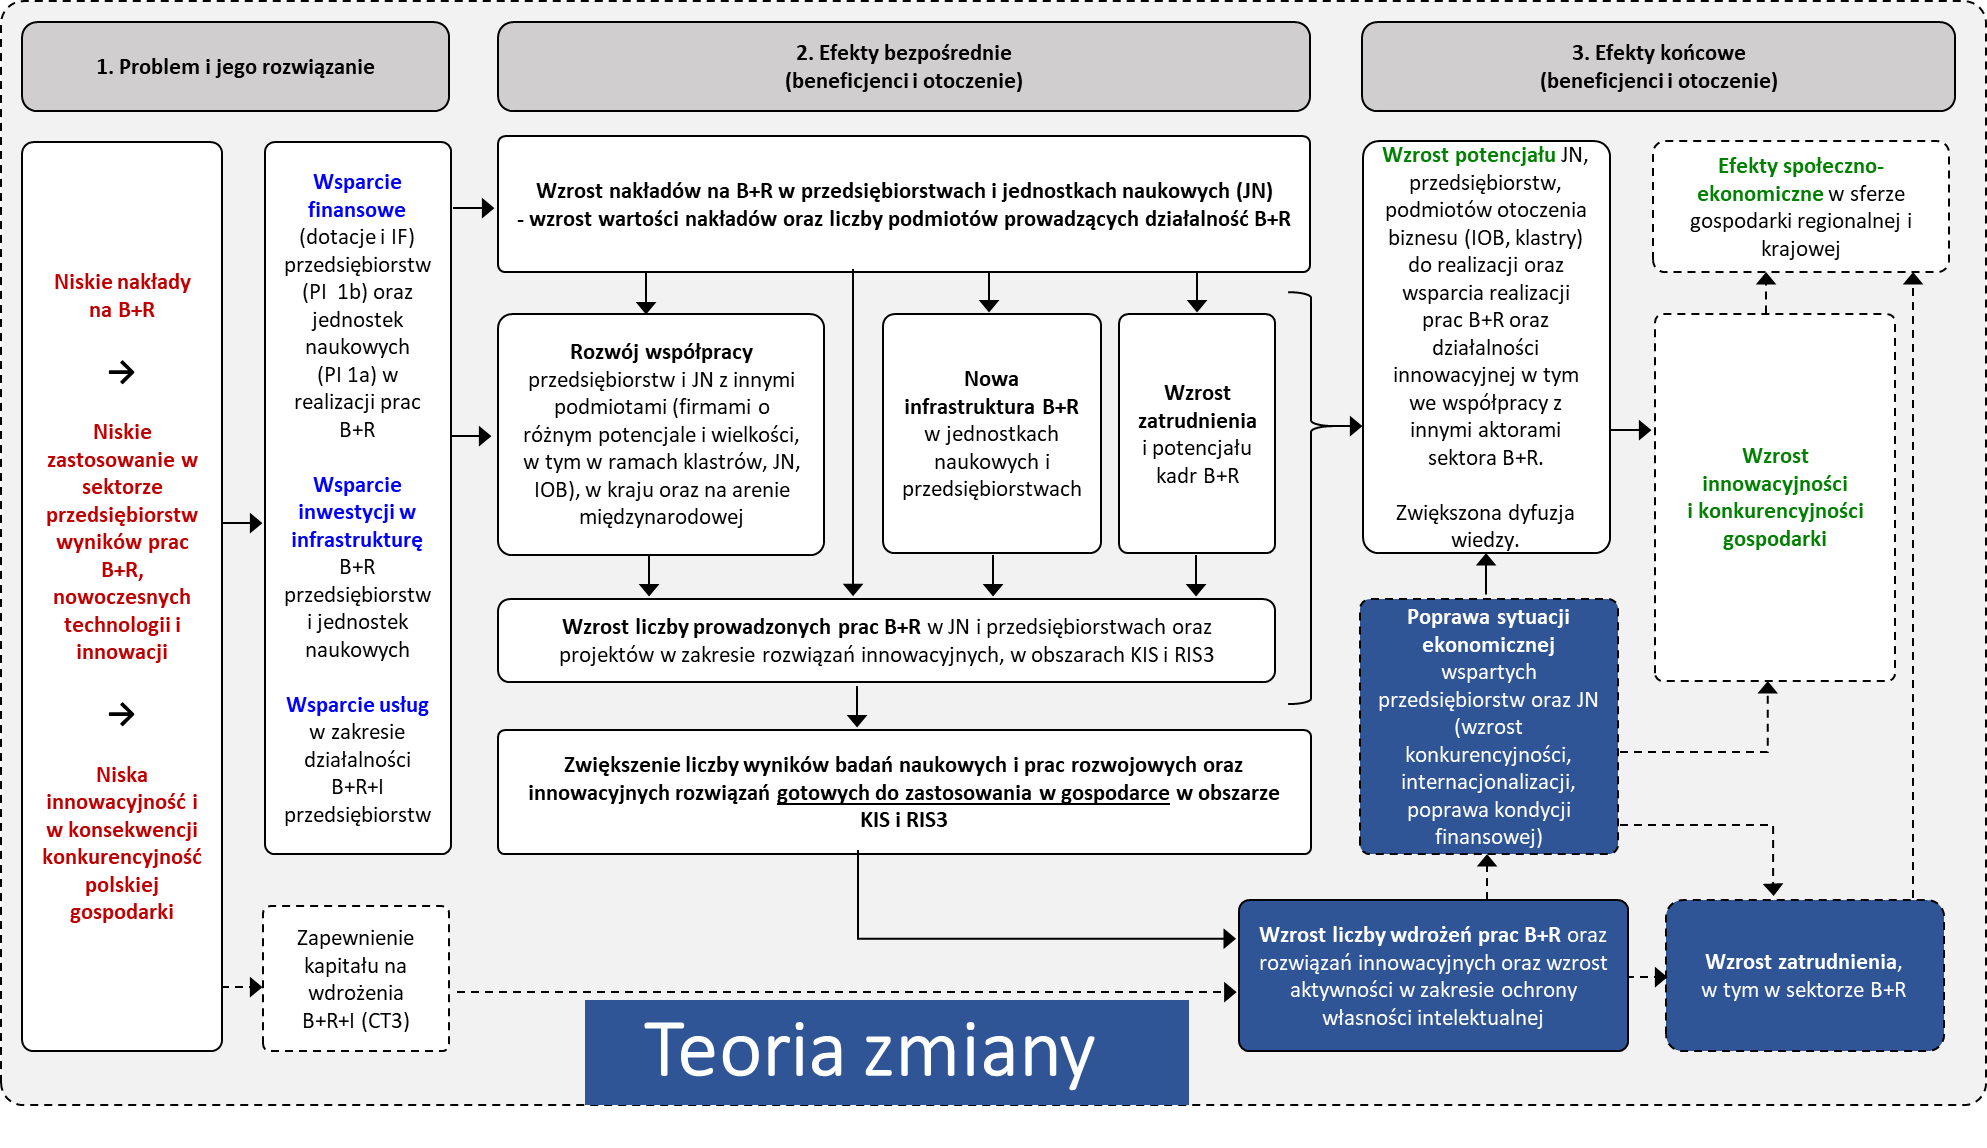 1. Problem i jego rozwiązanie
2. Efekty bezpośrednie
(beneficjenci i otoczenie)
3. Efekty końcowe
(beneficjenci i otoczenie)
Niskie nakłady
na B+R
→
Niskie
zastosowanie w
sektorze
przedsiębiorstw
wyników prac
B+R,
nowoczesnych
technologii i
innowacji
→
Niska
innowacyjność i
w konsekwencji
konkurencyjność
polskiej
gospodarki
Wsparcie
finansowe
(dotacje i IF)
przedsiębiorstw
(PI 1b) oraz
jednostek
naukowych
(PI 1a) w
realizacji prac
B+R
Wsparcie
inwestycji w
infrastrukturę
B+R
przedsiębiorstw
i jednostek
naukowych
Wsparcie usług
w zakresie
działalności
B+R+I
przedsiębiorstw
Zapewnienie
kapitału na
wdrożenia
B+R+I (CT3)
Wzrost nakładów na B+R w przedsiębiorstwach i jednostkach naukowych (JN)
- wzrost wartości nakładów oraz liczby podmiotów prowadzących działalność B+R
Rozwój współpracy
przedsiębiorstw i JN z innymi
podmiotami (firmami o
różnym potencjale i wielkości,
w tym w ramach klastrów, JN,
IOB), w kraju oraz na arenie
międzynarodowej
Nowa
infrastruktura B+R
w jednostkach
naukowych i
przedsiębiorstwach
Wzrost
zatrudnienia
i potencjału
kadr B+R
Wzrost liczby prowadzonych prac B+R w JN i przedsiębiorstwach oraz
projektów w zakresie rozwiązań innowacyjnych, w obszarach KIS i RIS3
Zwiększenie liczby wyników badań naukowych i prac rozwojowych oraz
innowacyjnych rozwiązań gotowych do zastosowania w gospodarce w obszarze
KIS i RIS3
Wzrost potencjału JN,
przedsiębiorstw,
podmiotów otoczenia
biznesu (IOB, klastry)
do realizacji oraz
wsparcia realizacji
prac B+R oraz
działalności
innowacyjnej w tym
we współpracy z
innymi aktorami
sektora B+R.
Zwiększona dyfuzja
wiedzy.
Efekty społeczno-
ekonomiczne w sferze
gospodarki regionalnej i
krajowej
Wzrost
innowacyjności
i konkurencyjności
gospodarki
Poprawa sytuacji
ekonomicznej
wspartych
przedsiębiorstw oraz JN
(wzrost
konkurencyjności,
internacjonalizacji,
poprawa kondycji
finansowej)
Wzrost liczby wdrożeń prac B+R oraz
rozwiązań innowacyjnych oraz wzrost
aktywności w zakresie ochrony
własności intelektualnej
Wzrost zatrudnienia,
w tym w sektorze B+R
Teoria zmiany